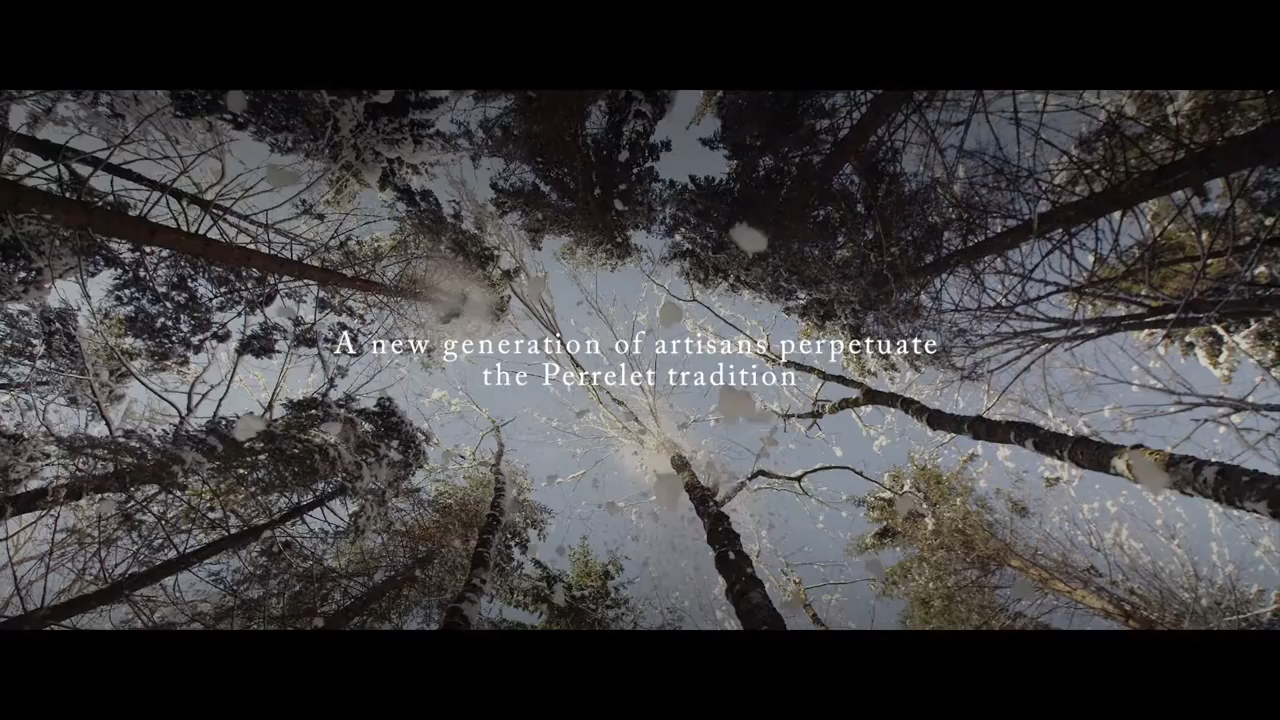 A new generation of artisans perpetuate
the Perrelet tradition